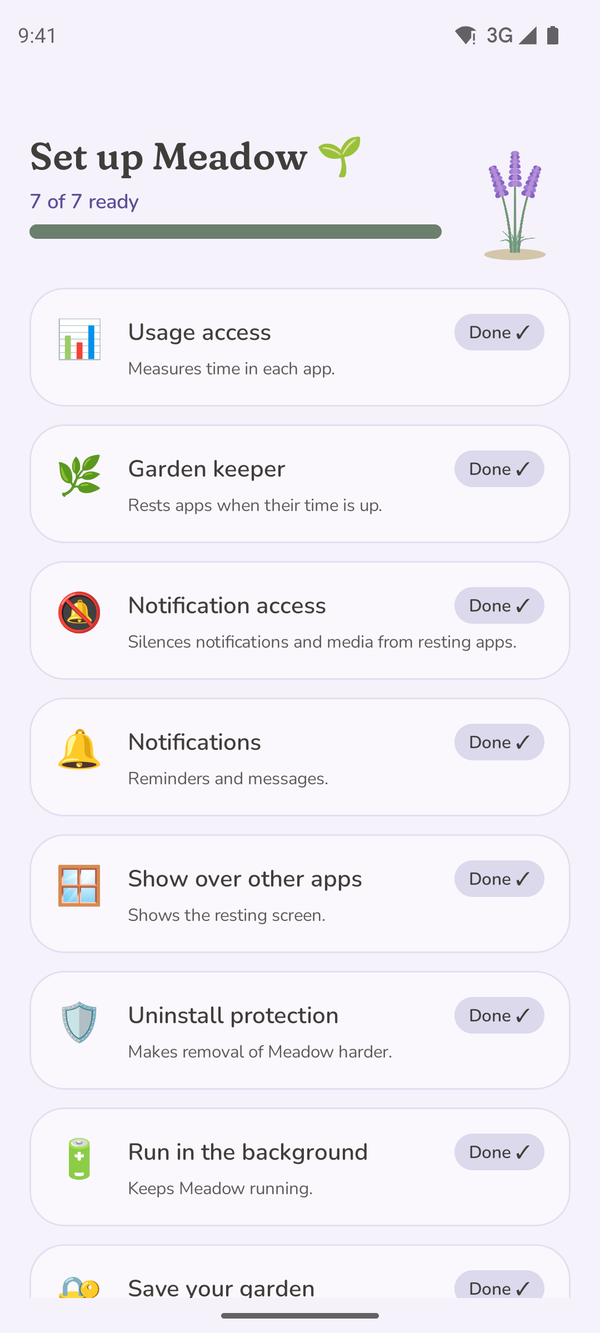 9:41
3G
Set up Meadow 🌱
7 of 7 ready
Usage access
Done ✓
Measures time in each app.
Garden keeper
Done ✓
Rests apps when their time is up.
Notification access
Done ✓
Silences notifications and media from resting apps.
Notifications
Done ✓
Reminders and messages.
Show over other apps
Done ✓
Shows the resting screen.
Uninstall protection
Done ✓
Makes removal of Meadow harder.
Run in the background
Done ✓
Keeps Meadow running.
Save your garden
Done ✓